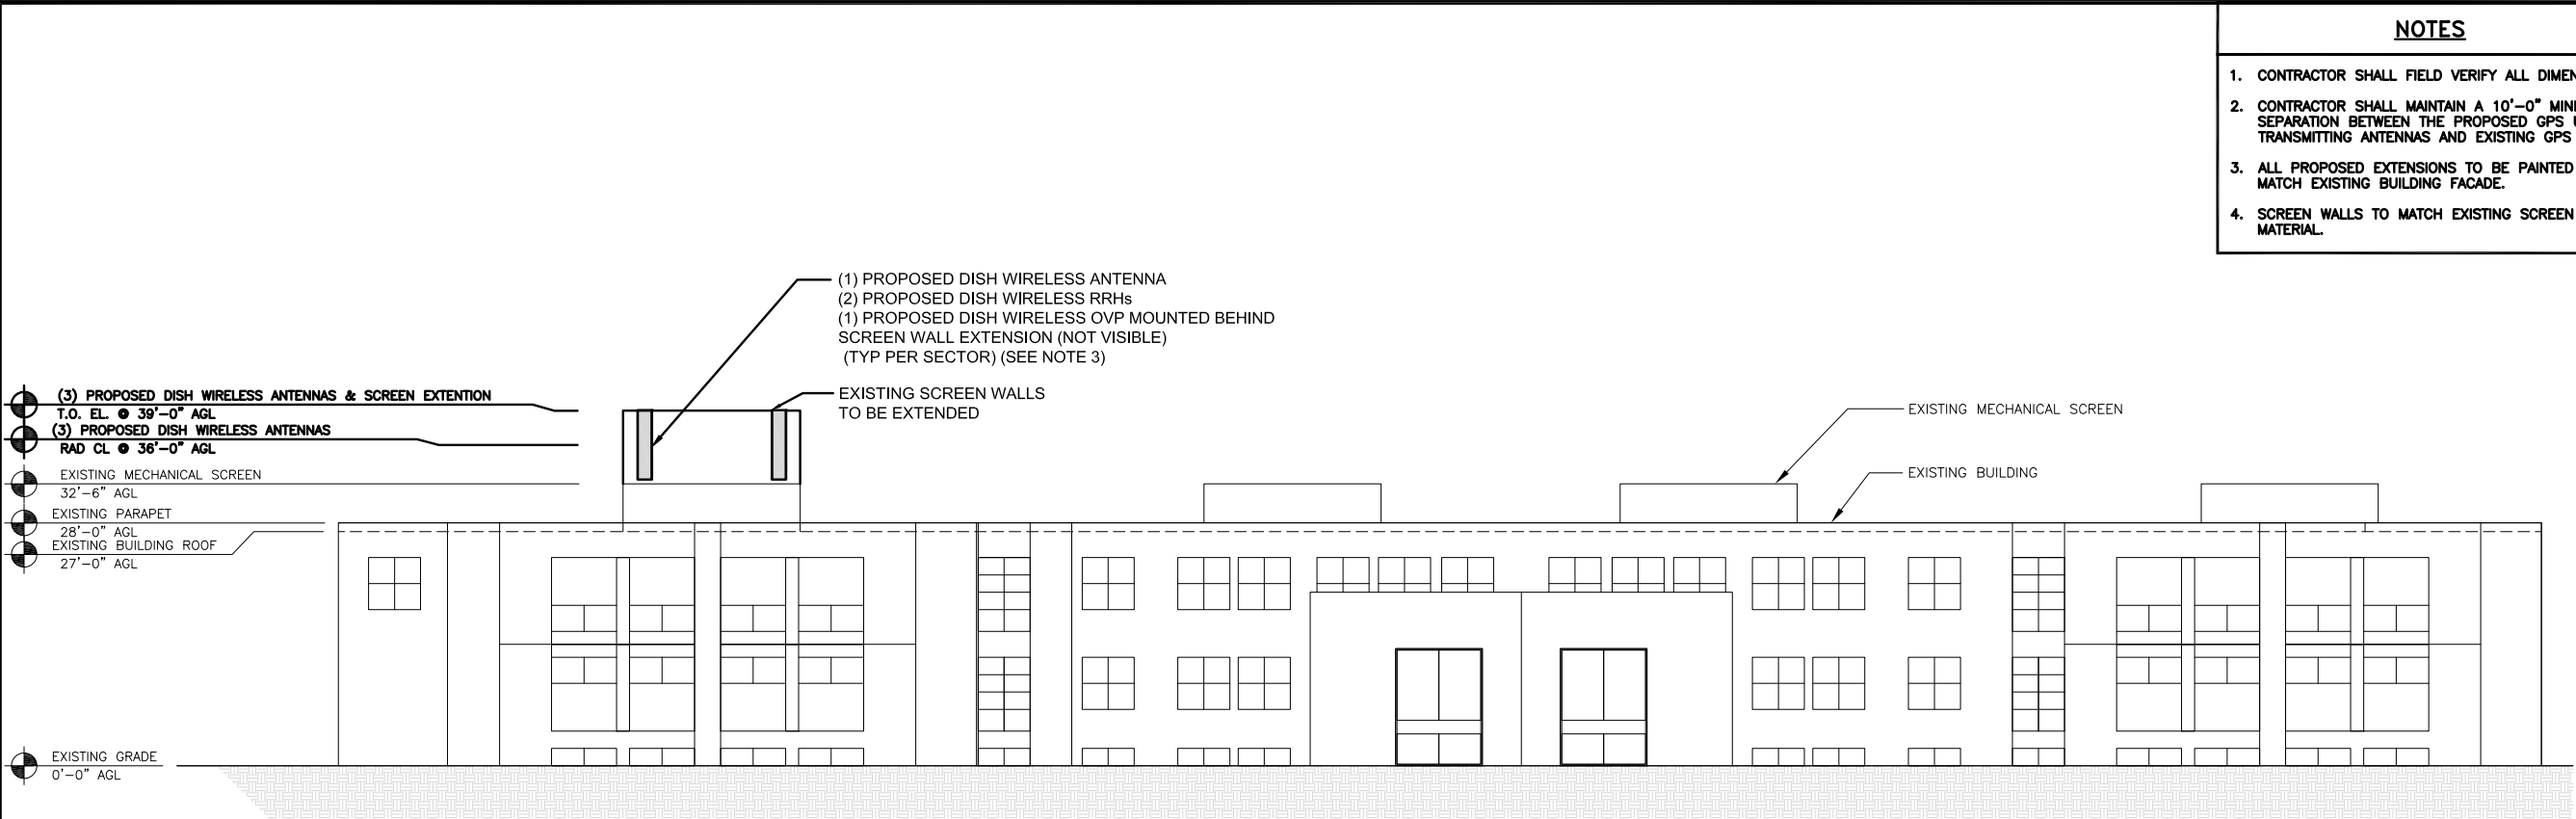 NOTES
1. CONTRACTOR SHALL FIELD VERIFY ALL
2. CONTRACTOR SHALL MAINTAIN A 10'-0"
SEPARATION BETWEEN THE PROPOSED GPS
TRANSMITTING ANTENNAS AND EXISTING GPS
3. ALL PROPOSED EXTENSIONS TO BE PAINTED
MATCH EXISTING BUILDING FACADE.
4. SCREEN WALLS TO MATCH EXISTING SCREEN
MATERIAL.
(1) PROPOSED DISH WIRELESS ANTENNA
(2) PROPOSED DISH WIRELESS RRHs
(1) PROPOSED DISH WIRELESS OVP MOUNTED BEHIND
SCREEN WALL EXTENSION (NOT VISIBLE)
(TYP PER SECTOR) (SEE NOTE 3)
EXISTING SCREEN WALLS
TO BE EXTENDED
(3) PROPOSED DISH WIRELESS ANTENNAS & SCREEN EXTENTION
T.O. EL. @ 39'-0" AGL
(3) PROPOSED DISH WIRELESS ANTENNAS
RAD CL @ 36'-0" AGL
EXISTING MECHANICAL SCREEN
32'-6" AGL
EXISTING PARAPET
28'-0" AGL
EXISTING BUILDING ROOF
27'-0" AGL
EXISTING GRADE
0'-0" AGL
EXISTING MECHANICAL SCREEN
EXISTING BUILDING